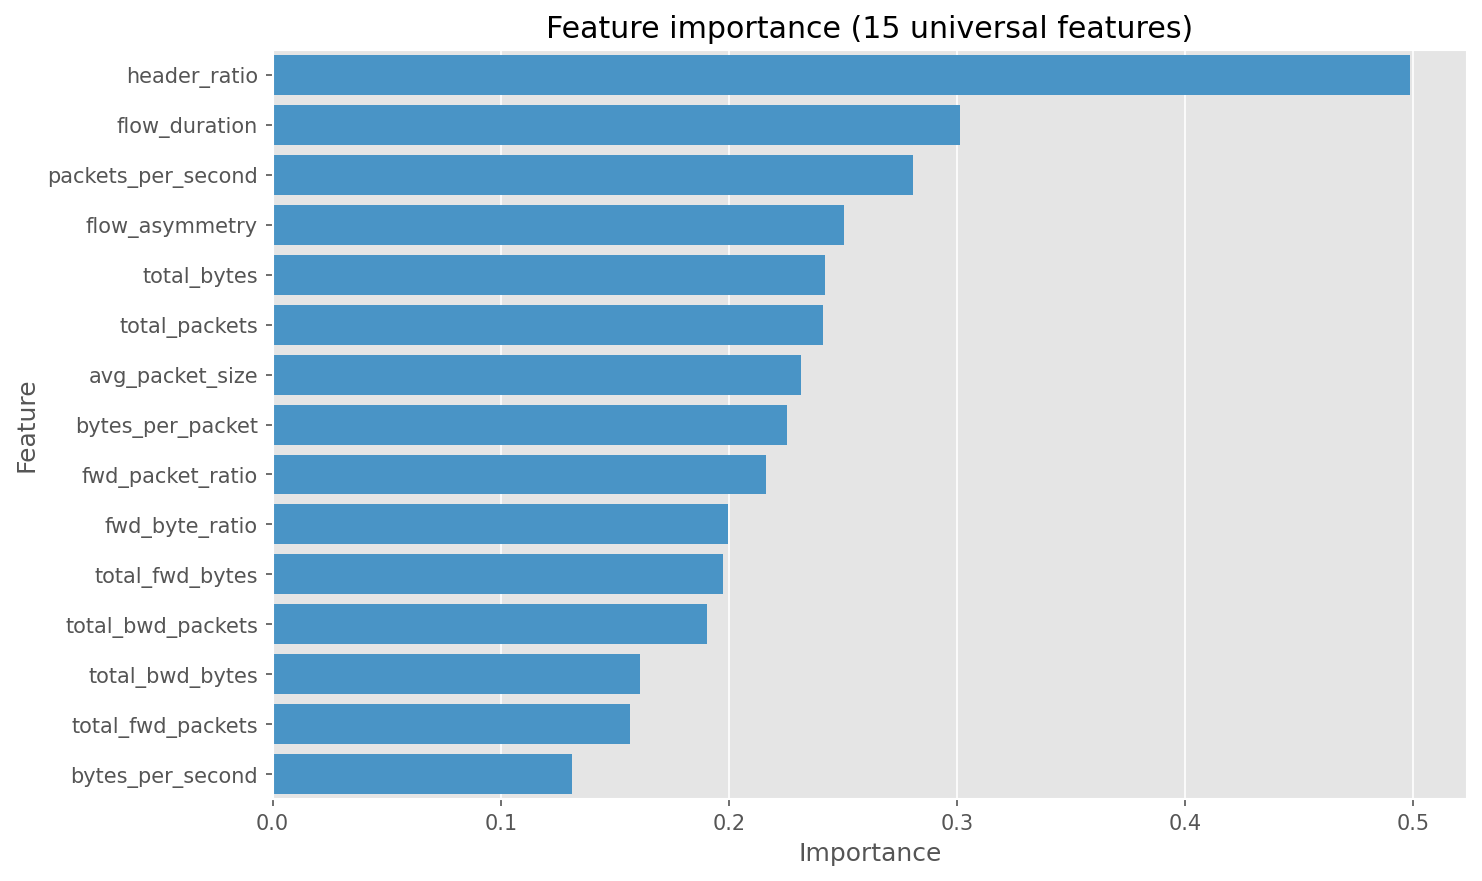 Feature importance (15 universal features)
header_ratio
flow_duration
packets_per_second
flow_asymmetry
total_bytes
total_packets
avg_packet_size
bytes_per_packet
fwd_packet_ratio
fwd_byte_ratio
total_fwd_bytes
total_bwd_packets
total_bwd_bytes
total_fwd_packets
bytes_per_second
Feature
0.0 0.1 0.2 0.3 0.4 0.5
Importance